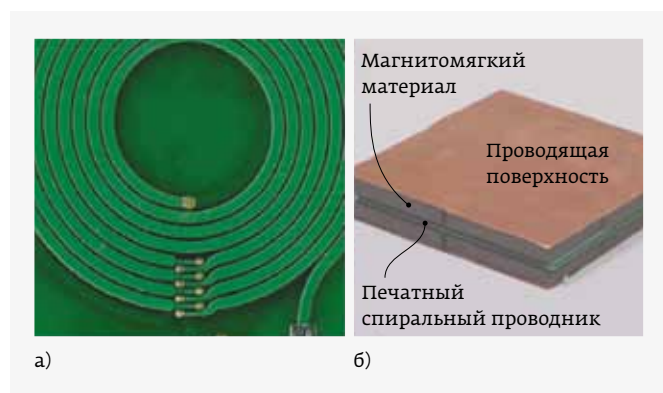 Магнитомягкий
материал
Проводящая
поверхность
Печатный
спиральный проводник
а)
б)